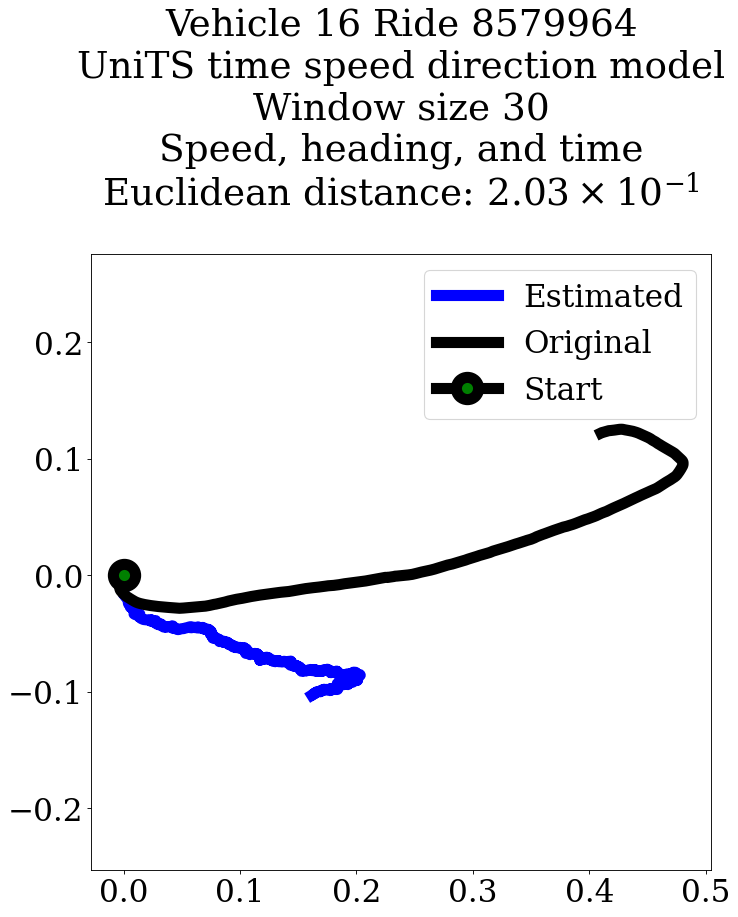 Vehicle 16 Ride 8579964
UniTS time speed direction model
Window size 30
Speed, heading, and time
Euclidean distance: 2.03 × 10⁻¹
Estimated
Original
Start
0.2
0.1
0.0
−0.1
−0.2
0.0 0.1 0.2 0.3 0.4 0.5